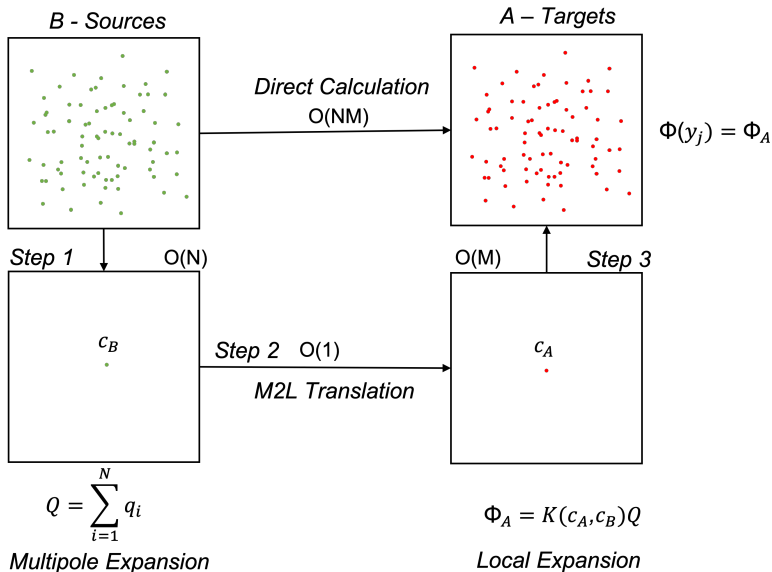 B - Sources
A – Targets
Direct Calculation
O(NM)
Φ(y_j) = Φ_A
Step 1
O(N)
O(M)
Step 3
c_B
Step 2 O(1)
c_A
M2L Translation
Q = \sum_{i=1}^{N} q_i
Φ_A = K(c_A,c_B)Q
Multipole Expansion
Local Expansion